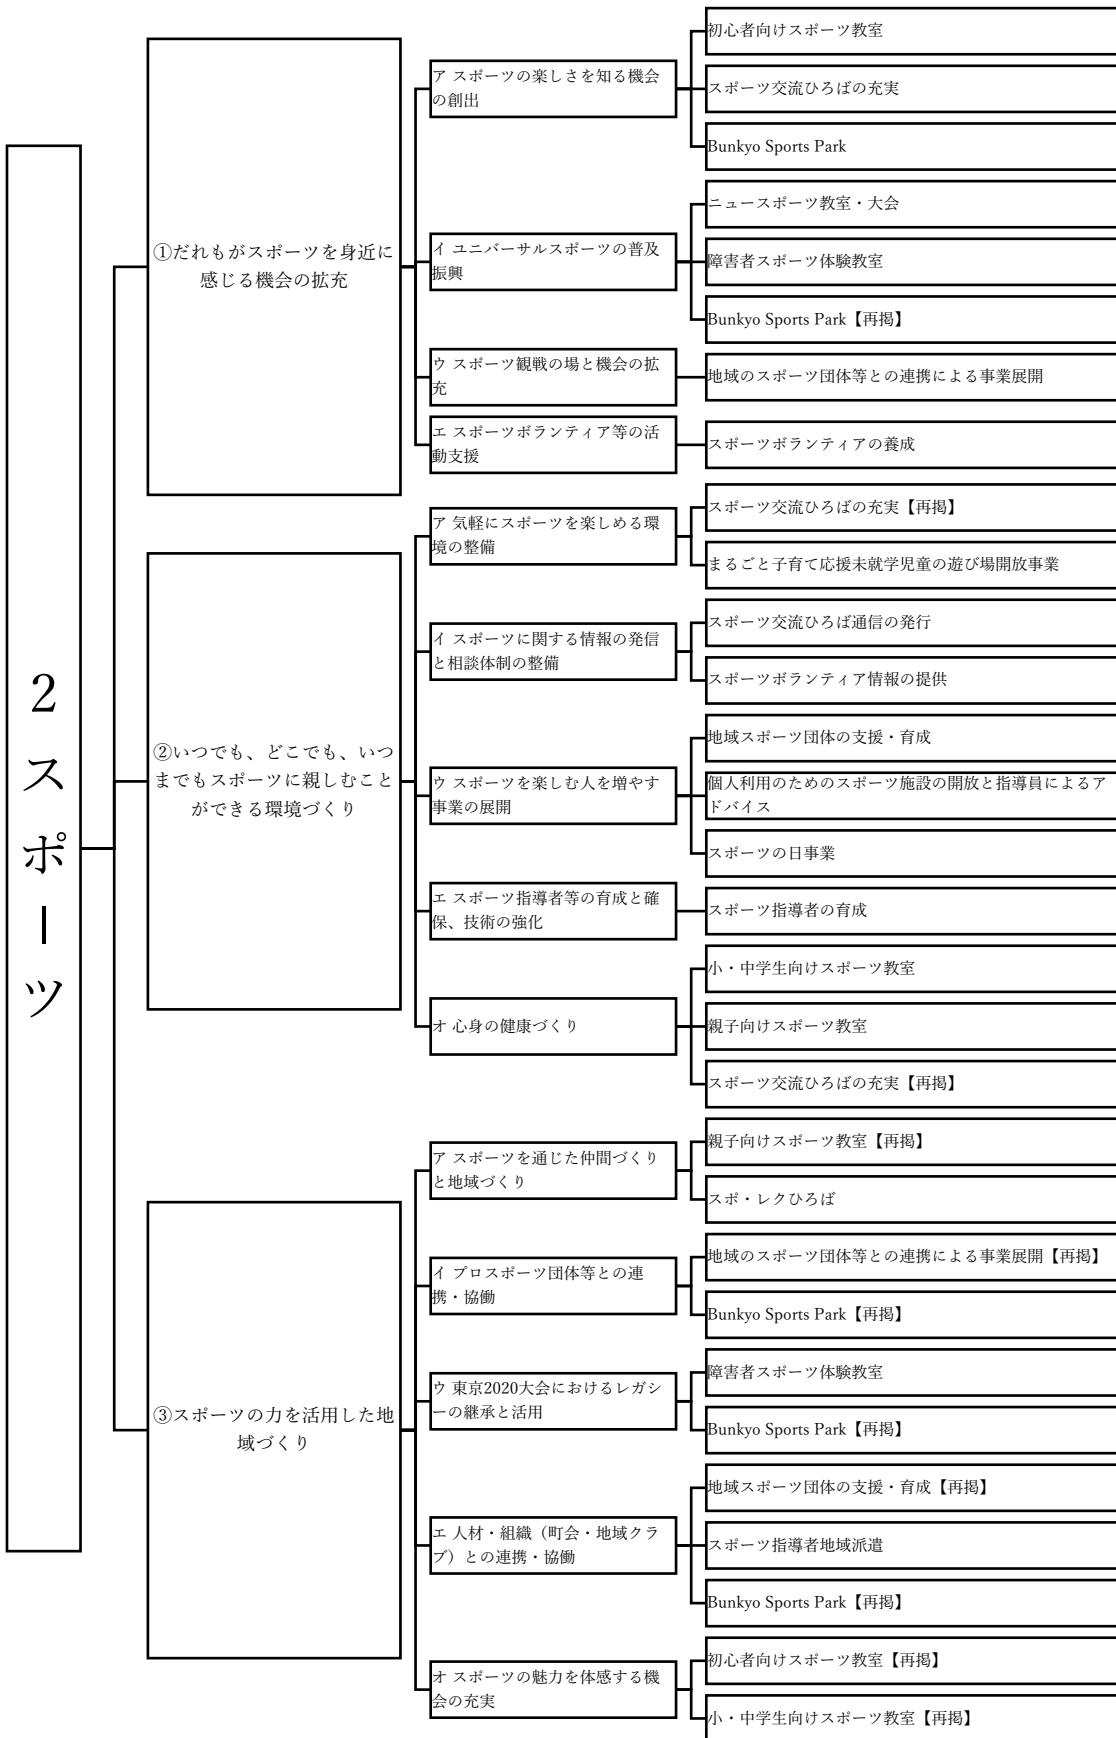 2スポーツ
①だれもがスポーツを身近に
感じる機会の拡充
ア スポーツの楽しさを知る機会
の創出
初心者向けスポーツ教室
スポーツ交流ひろばの充実
Bunkyo Sports Park
イ ユニバーサルスポーツの普及
振興
ニュースポーツ教室・大会
障害者スポーツ体験教室
Bunkyo Sports Park【再掲】
ウ スポーツ観戦の場と機会の拡
充
地域のスポーツ団体等との連携による事業展開
エ スポーツボランティア等の活
動支援
スポーツボランティアの養成
②いつでも、どこでも、いつ
までもスポーツに親しむこと
ができる環境づくり
ア 気軽にスポーツを楽しめる環
境の整備
スポーツ交流ひろばの充実【再掲】
まるごと子育て応援未就学児童の遊び場開放事業
イ スポーツに関する情報の発信
と相談体制の整備
スポーツ交流ひろば通信の発行
スポーツボランティア情報の提供
ウ スポーツを楽しむ人を増やす
事業の展開
地域スポーツ団体の支援・育成
個人利用のためのスポーツ施設の開放と指導員によるア
ドバイス
スポーツの日事業
エ スポーツ指導者等の育成と確
保、技術の強化
スポーツ指導者の育成
オ 心身の健康づくり
小・中学生向けスポーツ教室
親子向けスポーツ教室
スポーツ交流ひろばの充実【再掲】
③スポーツの力を活用した地
域づくり
ア スポーツを通じた仲間づくり
と地域づくり
親子向けスポーツ教室【再掲】
スポ・レクひろば
イ プロスポーツ団体等との連
携・協働
地域のスポーツ団体等との連携による事業展開【再掲】
Bunkyo Sports Park【再掲】
ウ 東京2020大会におけるレガシ
ーの継承と活用
障害者スポーツ体験教室
Bunkyo Sports Park【再掲】
エ 人材・組織（町会・地域クラ
ブ）との連携・協働
地域スポーツ団体の支援・育成【再掲】
スポーツ指導者地域派遣
Bunkyo Sports Park【再掲】
オ スポーツの魅力を体感する機
会の充実
初心者向けスポーツ教室【再掲】
小・中学生向けスポーツ教室【再掲】